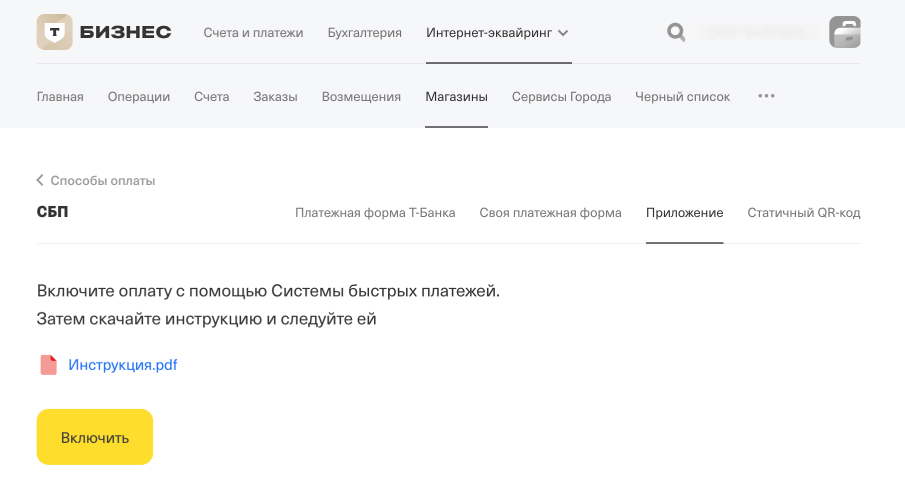 Т БИЗНЕС Счета и платежи Бухгалтерия Интернет-эквайринг
Главная Операции Счета Заказы Возмещения Магазины Сервисы Города Черный список
Способы оплаты
СБП Платежная форма Т-Банка Своя платежная форма Приложение Статичный QR-код
Включите оплату с помощью Системы быстрых платежей.
Затем скачайте инструкцию и следуйте ей
Инструкция.pdf
Включить